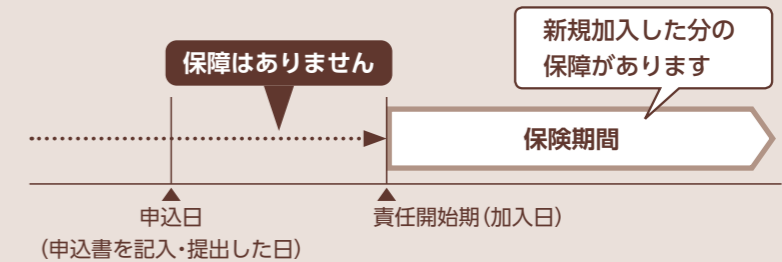 新規加入した分の
保障があります
保障はありません
保険期間
申込日
(申込書を記入・提出した日)
責任開始期(加入日)